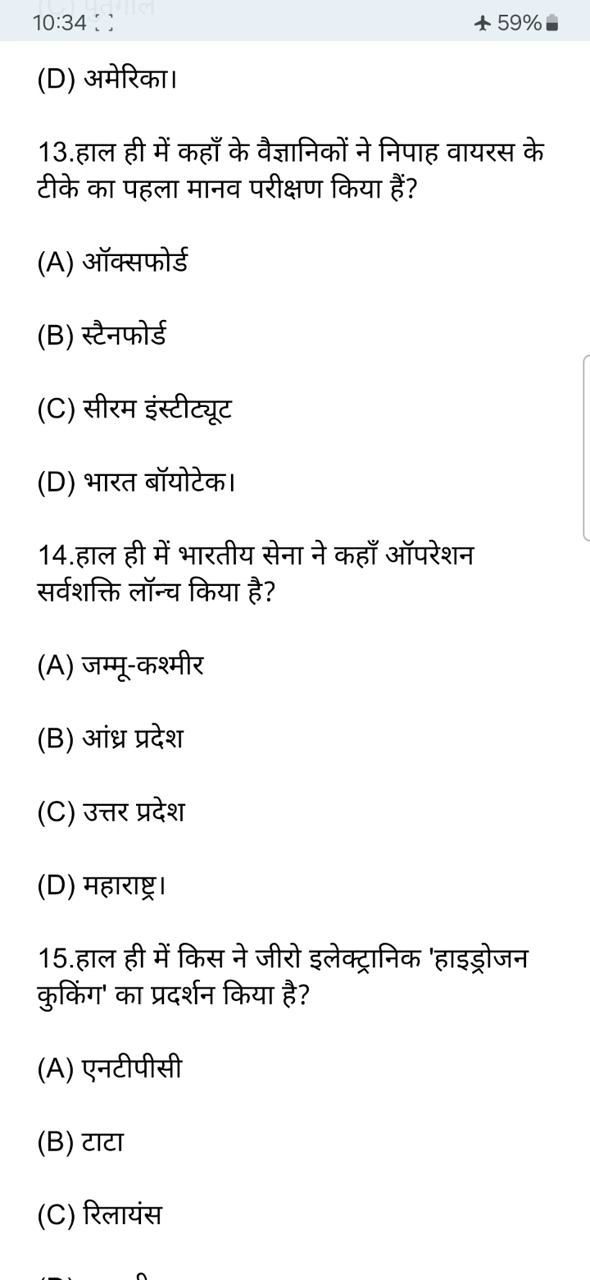 10:34
59%
(D) अमेरिका।
13.हाल ही में कहाँ के वैज्ञानिकों ने निपाह वायरस के
टीके का पहला मानव परीक्षण किया हैं?
(A) ऑक्सफोर्ड
(B) स्टैनफोर्ड
(C) सीरम इंस्टीट्यूट
(D) भारत बॉयोटेक।
14.हाल ही में भारतीय सेना ने कहाँ ऑपरेशन
सर्वशक्ति लॉन्च किया है?
(A) जम्मू-कश्मीर
(B) आंध्र प्रदेश
(C) उत्तर प्रदेश
(D) महाराष्ट्र।
15.हाल ही में किस ने जीरो इलेक्ट्रानिक 'हाइड्रोजन
कुकिंग' का प्रदर्शन किया है?
(A) एनटीपीसी
(B) टाटा
(C) रिलायंस